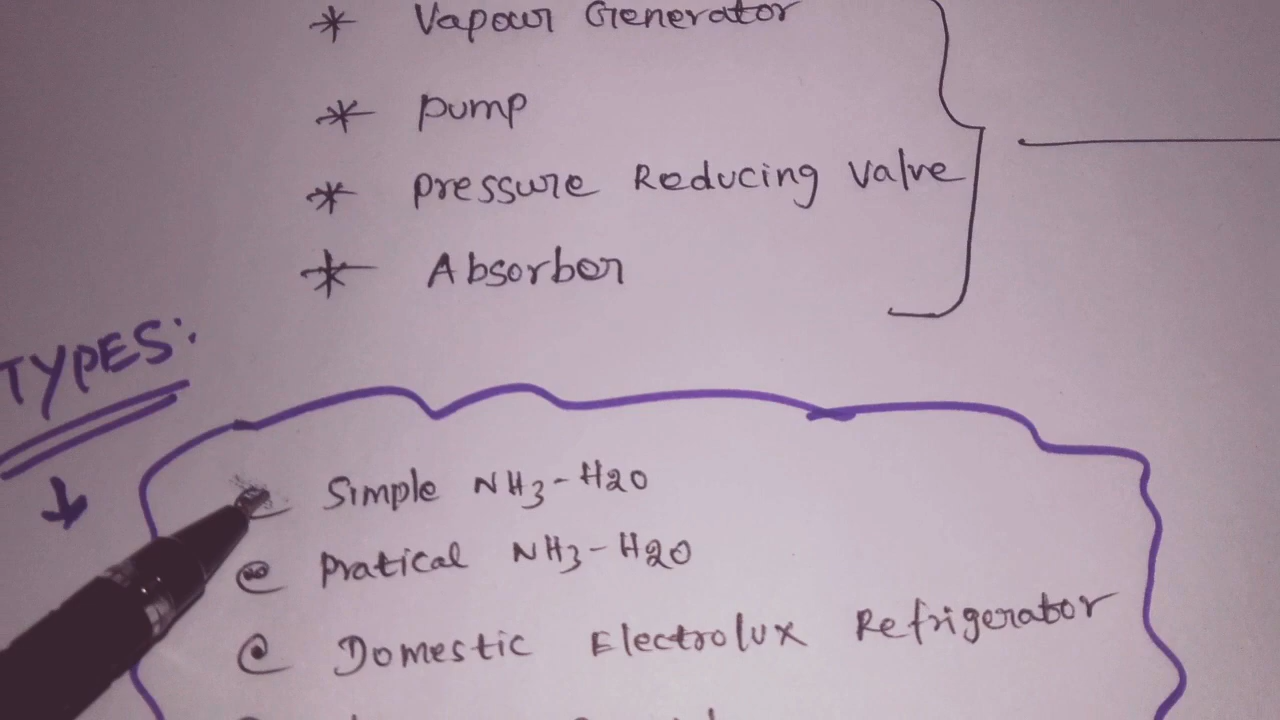 * Vapour Generator
* Pump
* Pressure Reducing Valve
* Absorber
TYPES:
@ Simple NH3-H2O
@ Pratical NH3-H2O
@ Domestic Electrolux Refrigerator